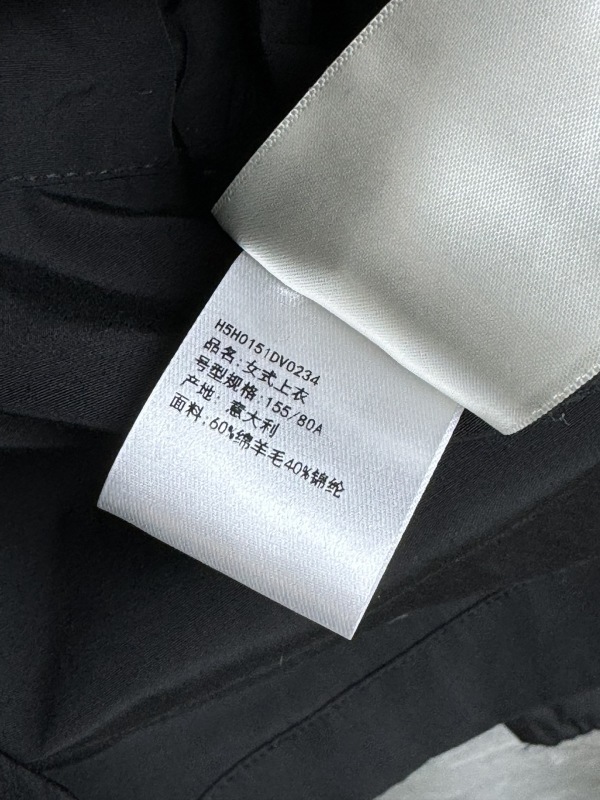 H5H0151DV0234
品名:女式上衣
号型规格:155/80A
产地: 意大利
面料:60%绵羊毛40%锦纶